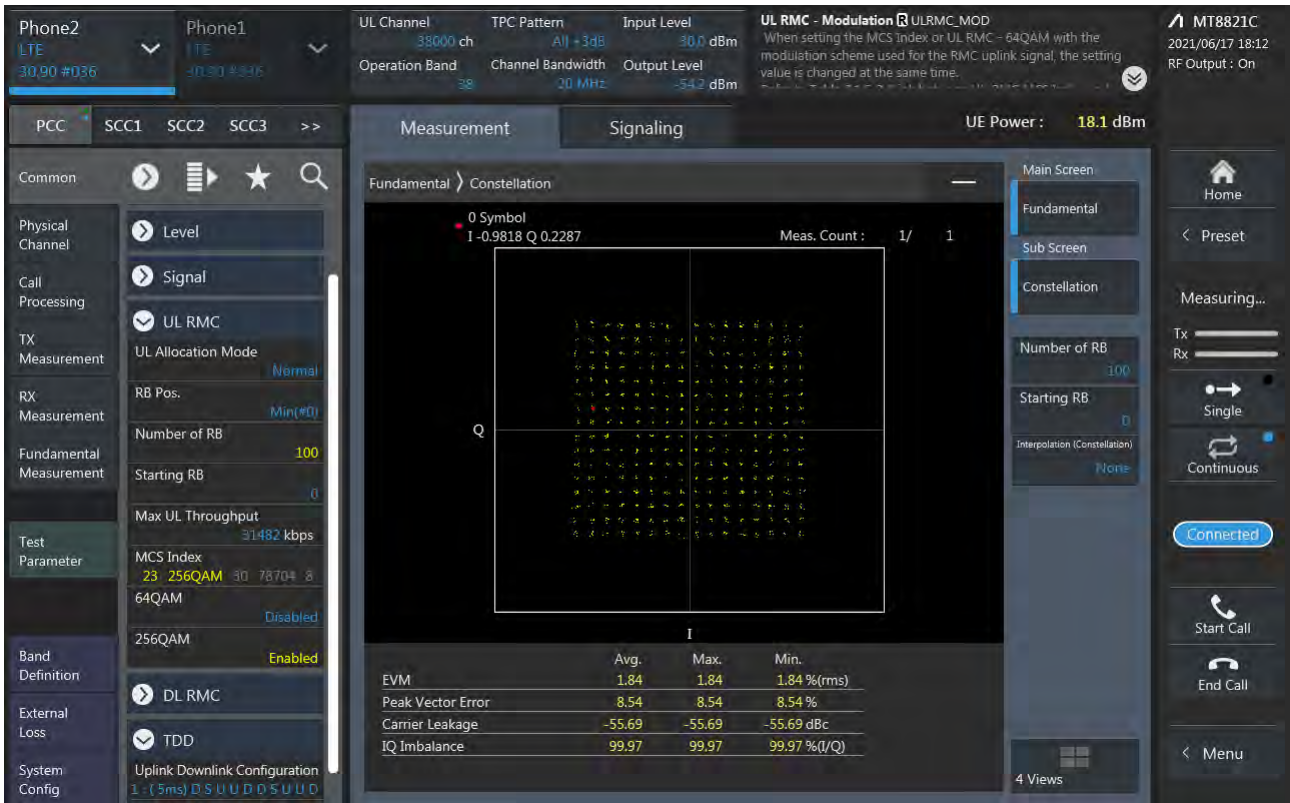 Phone2
LTE
30.90 #036
Phone1
LTE
30.90 #036
UL Channel
38000 ch
TPC Pattern
All +3dB
Input Level
30.0 dBm
Operation Band
38
Channel Bandwidth
20 MHz
Output Level
-54.2 dBm
UL RMC - Modulation R ULRMC_MOD
When setting the MCS Index or UL RMC – 64QAM with the
modulation scheme used for the RMC uplink signal, the setting
value is changed at the same time.
MT8821C
2021/06/17 18:12
RF Output : On
PCC SCC1 SCC2 SCC3 >>
Measurement
Signaling
UE Power : 18.1 dBm
Common
Physical
Channel
Call
Processing
TX
Measurement
RX
Measurement
Fundamental
Measurement
Test
Parameter
Band
Definition
External
Loss
System
Config
Level
Signal
UL RMC
UL Allocation Mode
Normal
RB Pos.
Min(#0)
Number of RB
100
Starting RB
0
Max UL Throughput
31482 kbps
MCS Index
23 256QAM 30 78704 8
64QAM
Disabled
256QAM
Enabled
DL RMC
TDD
Uplink Downlink Configuration
1 : ( 5ms) D S U U D D S U U D
Fundamental > Constellation
0 Symbol
I -0.9818 Q 0.2287
Meas. Count : 1/ 1
Q
I
Avg. Max. Min.
EVM 1.84 1.84 1.84 %(rms)
Peak Vector Error 8.54 8.54 8.54 %
Carrier Leakage -55.69 -55.69 -55.69 dBc
IQ Imbalance 99.97 99.97 99.97 %(I/Q)
Main Screen
Fundamental
Sub Screen
Constellation
Number of RB
100
Starting RB
0
Interpolation (Constellation)
None
4 Views
Home
< Preset
Measuring...
Tx
Rx
Single
Continuous
Connected
Start Call
End Call
< Menu